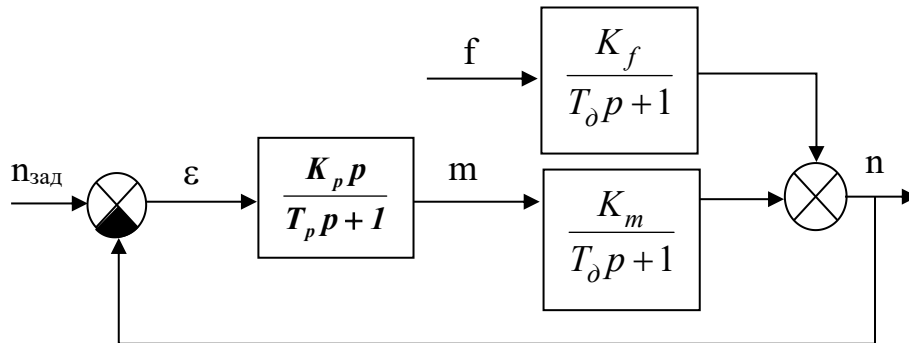 f
K_f
T_д p + 1
n
n_зад
ε
K_p p
T_p p + 1
m
K_m
T_д p + 1